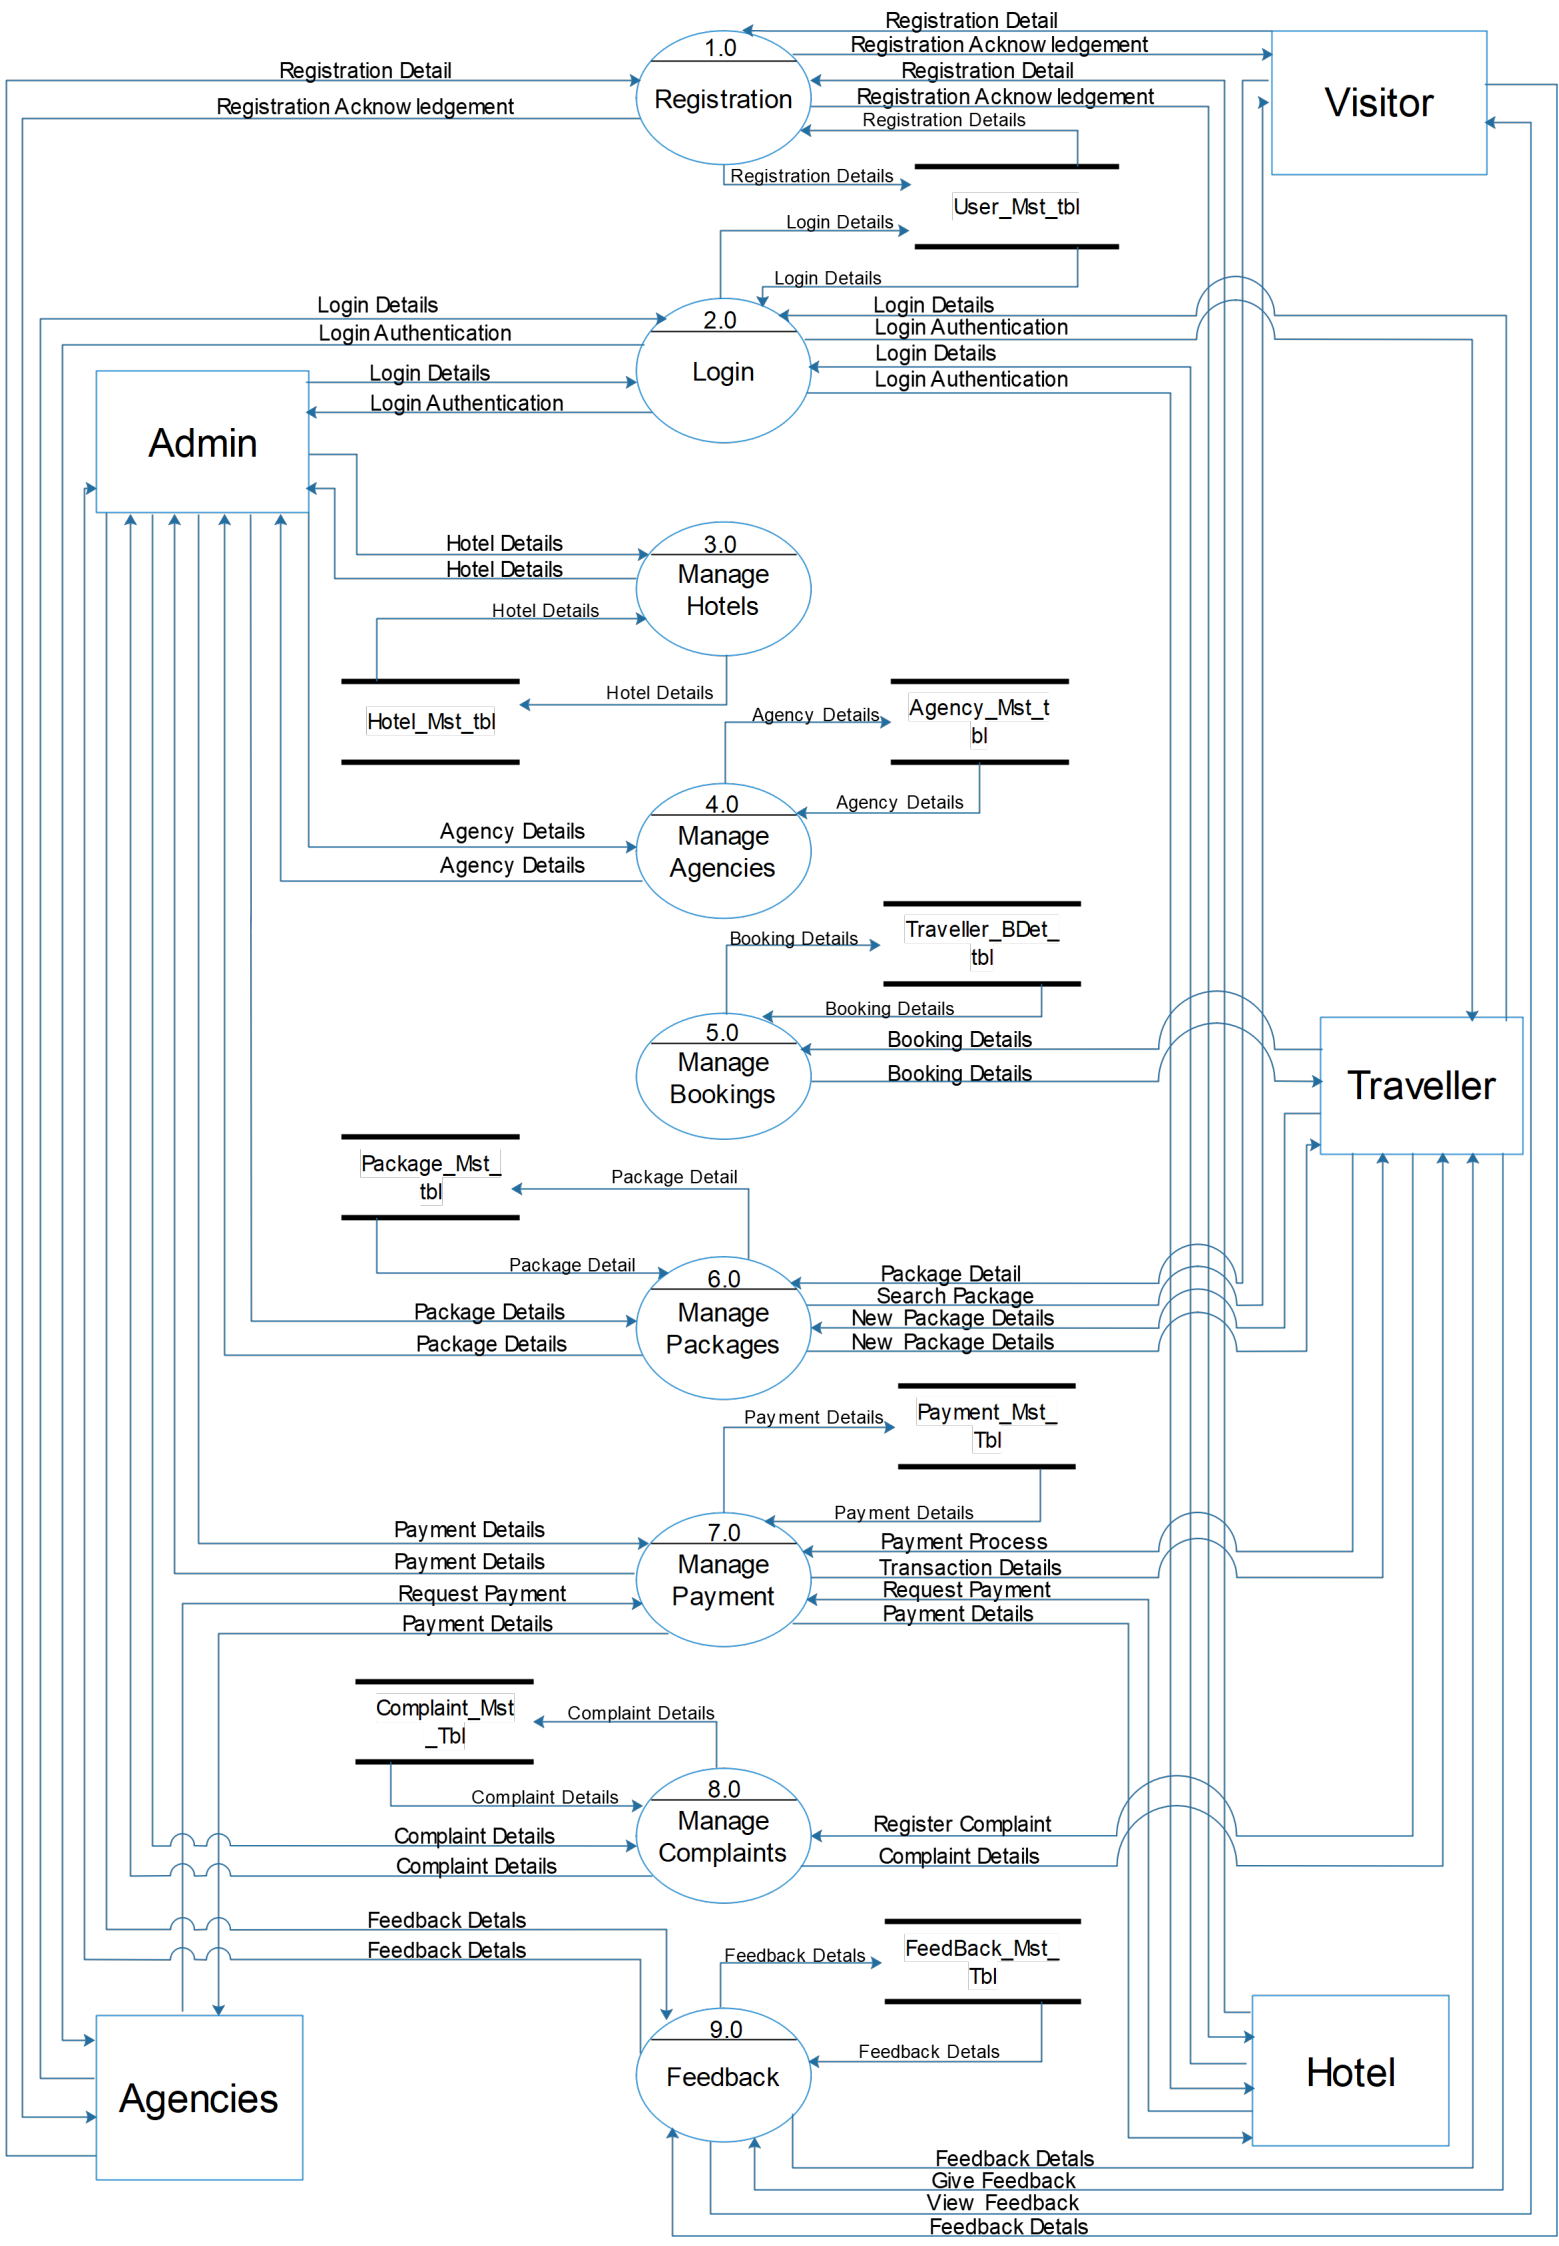 Registration Detail
1.0
Registration Acknow ledgement
Registration Detail
Registration Detail
Registration
Visitor
Registration Acknow ledgement
Registration Acknow ledgement
Registration Details
Registration Details
User_Mst_tbl
Login Details
Login Details
Login Details
Login Details
2.0
Login Authentication
Login Authentication
Login Details
Login Details
Login
Login Authentication
Login Authentication
Admin
Hotel Details
3.0
Hotel Details
Manage
Hotels
Hotel Details
Hotel Details
Hotel_Mst_tbl
Agency Details
Agency_Mst_t
bl
4.0
Agency Details
Agency Details
Manage
Agency Details
Agencies
Booking Details
Traveller_BDet_
tbl
Booking Details
5.0
Booking Details
Manage
Booking Details
Bookings
Traveller
Package_Mst_
tbl
Package Detail
Package Detail
6.0
Package Detail
Search Package
Package Details
Manage
New Package Details
Package Details
Packages
New Package Details
Payment Details
Payment_Mst_
Tbl
Payment Details
Payment Details
7.0
Payment Process
Payment Details
Manage
Transaction Details
Request Payment
Payment
Request Payment
Payment Details
Payment Details
Complaint_Mst
_Tbl
Complaint Details
Complaint Details
8.0
Complaint Details
Manage
Register Complaint
Complaint Details
Complaints
Complaint Details
Feedback Detals
Feedback Detals
Feedback Detals
FeedBack_Mst_
Tbl
9.0
Feedback Detals
Feedback
Agencies
Hotel
Feedback Detals
Give Feedback
View Feedback
Feedback Detals